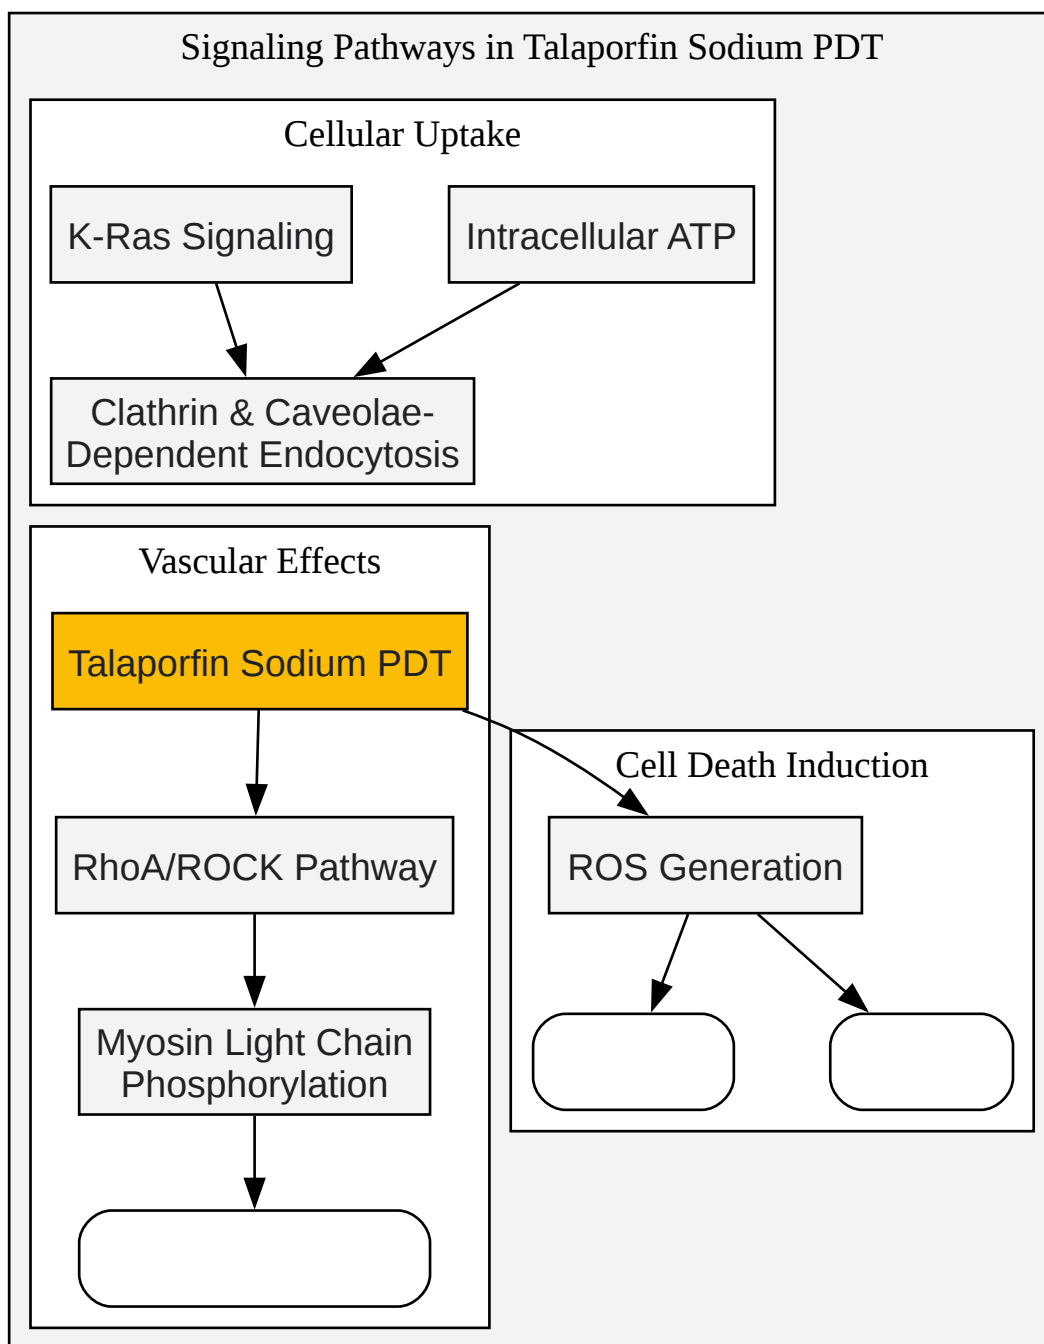 Signaling Pathways in Talaporfin Sodium PDT
Cellular Uptake
K-Ras Signaling
Intracellular ATP
Clathrin & Caveolae-
Dependent Endocytosis
Vascular Effects
Talaporfin Sodium PDT
Cell Death Induction
RhoA/ROCK Pathway
ROS Generation
Myosin Light Chain
Phosphorylation